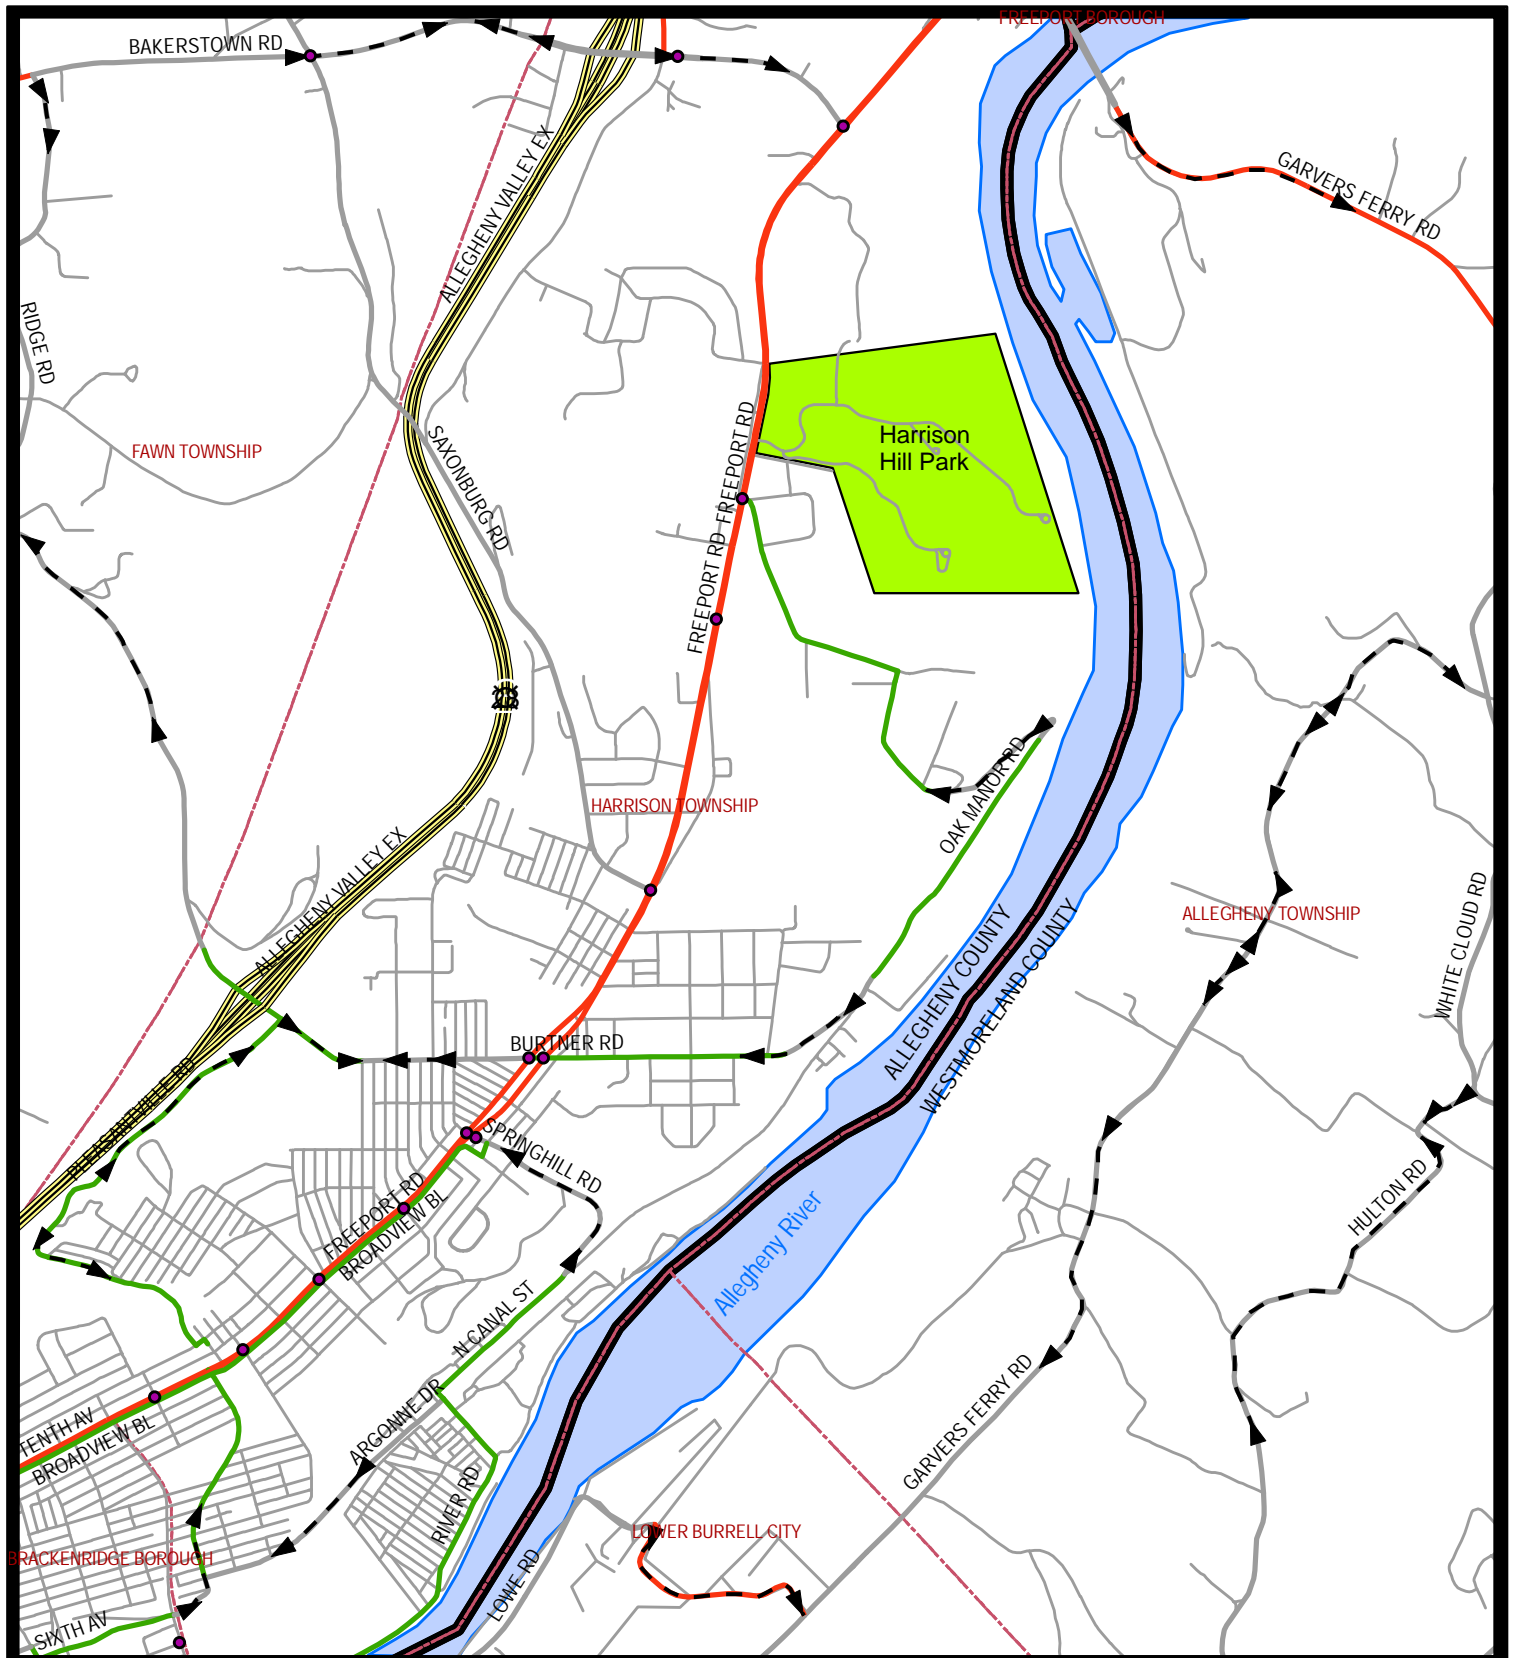 FREEPORT BOROUGH
BAKERSTOWN RD
ALLEGHENY VALLEY EX
GARVERS FERRY RD
RIDGE RD
FAWN TOWNSHIP
SAXONBURG RD
FREEPORT RD
Harrison
Hill Park
FREEPORT RD
28
HARRISON TOWNSHIP
OAK MANOR RD
ALLEGHENY VALLEY EX
ALLEGHENY TOWNSHIP
WHITE CLOUD RD
ALLEGHENY COUNTY
WESTMORELAND COUNTY
BURTNER RD
PLEASANTVILLE RD
SPRINGHILL RD
HULTON RD
FREEPORT RD
BROADVIEW BL
Allegheny River
N CANAL ST
GARVERS FERRY RD
ARGONNE DR
TENTH AV
BROADVIEW BL
RIVER RD
LOWER BURRELL CITY
BRACKENRIDGE BOROUGH
LOWE RD
SIXTH AV